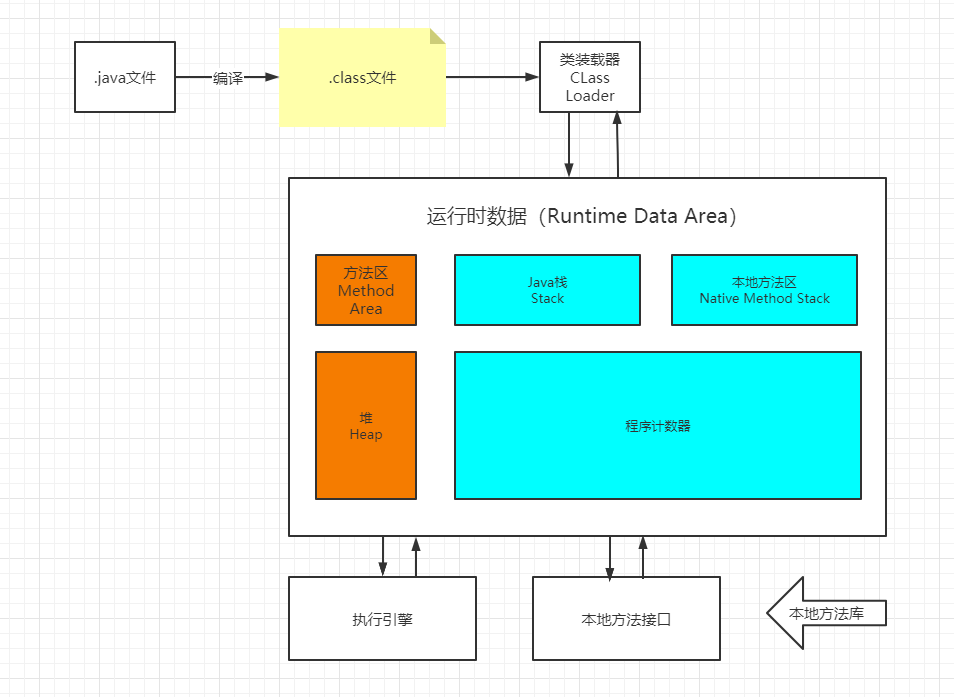 .java文件
编译
.class文件
类装载器
CLass
Loader
运行时数据（Runtime Data Area）
方法区
Method
Area
Java栈
Stack
本地方法区
Native Method Stack
堆
Heap
程序计数器
执行引擎
本地方法接口
本地方法库